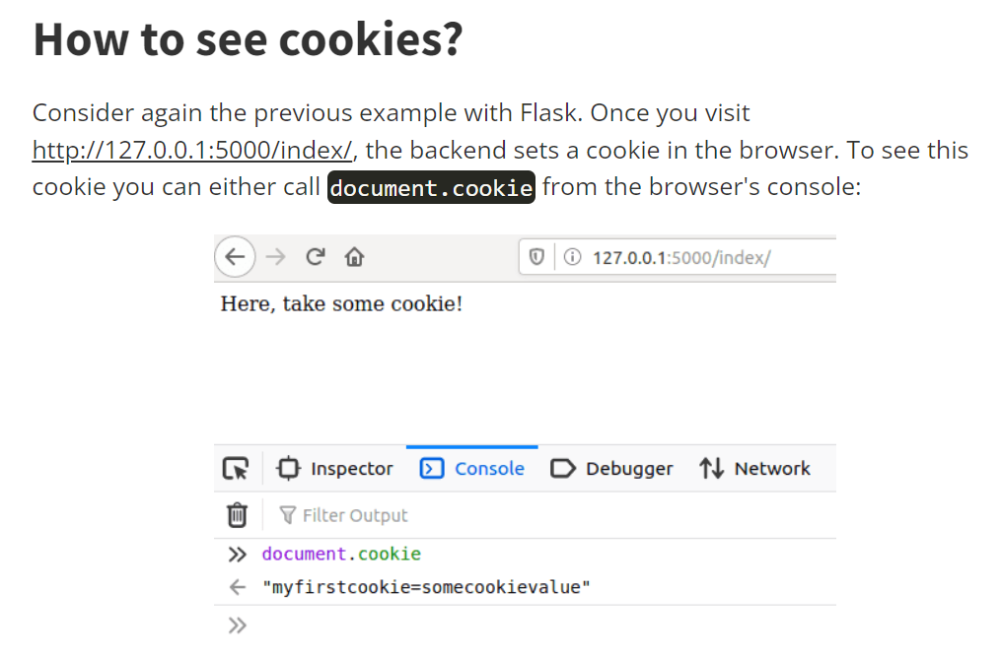 How to see cookies?
Consider again the previous example with Flask. Once you visit
http://127.0.0.1:5000/index/, the backend sets a cookie in the browser. To see this
cookie you can either call document.cookie from the browser's console:
127.0.0.1:5000/index/
Here, take some cookie!
Inspector Console Debugger Network
Filter Output
document.cookie
"myfirstcookie=somecookievalue"